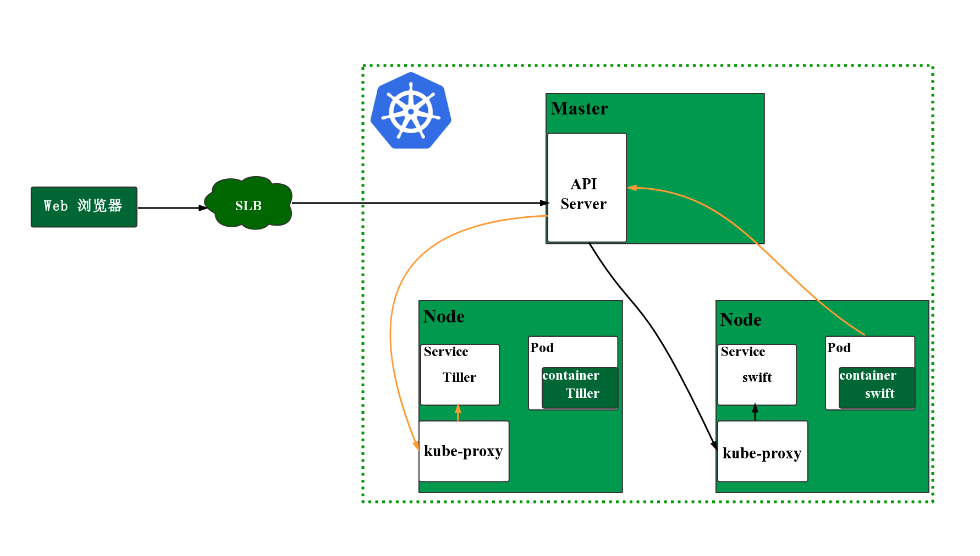 Web 浏览器
SLB
Master
API
Server
Node
Service
Tiller
Pod
container
Tiller
kube-proxy
Node
Service
swift
Pod
container
swift
kube-proxy